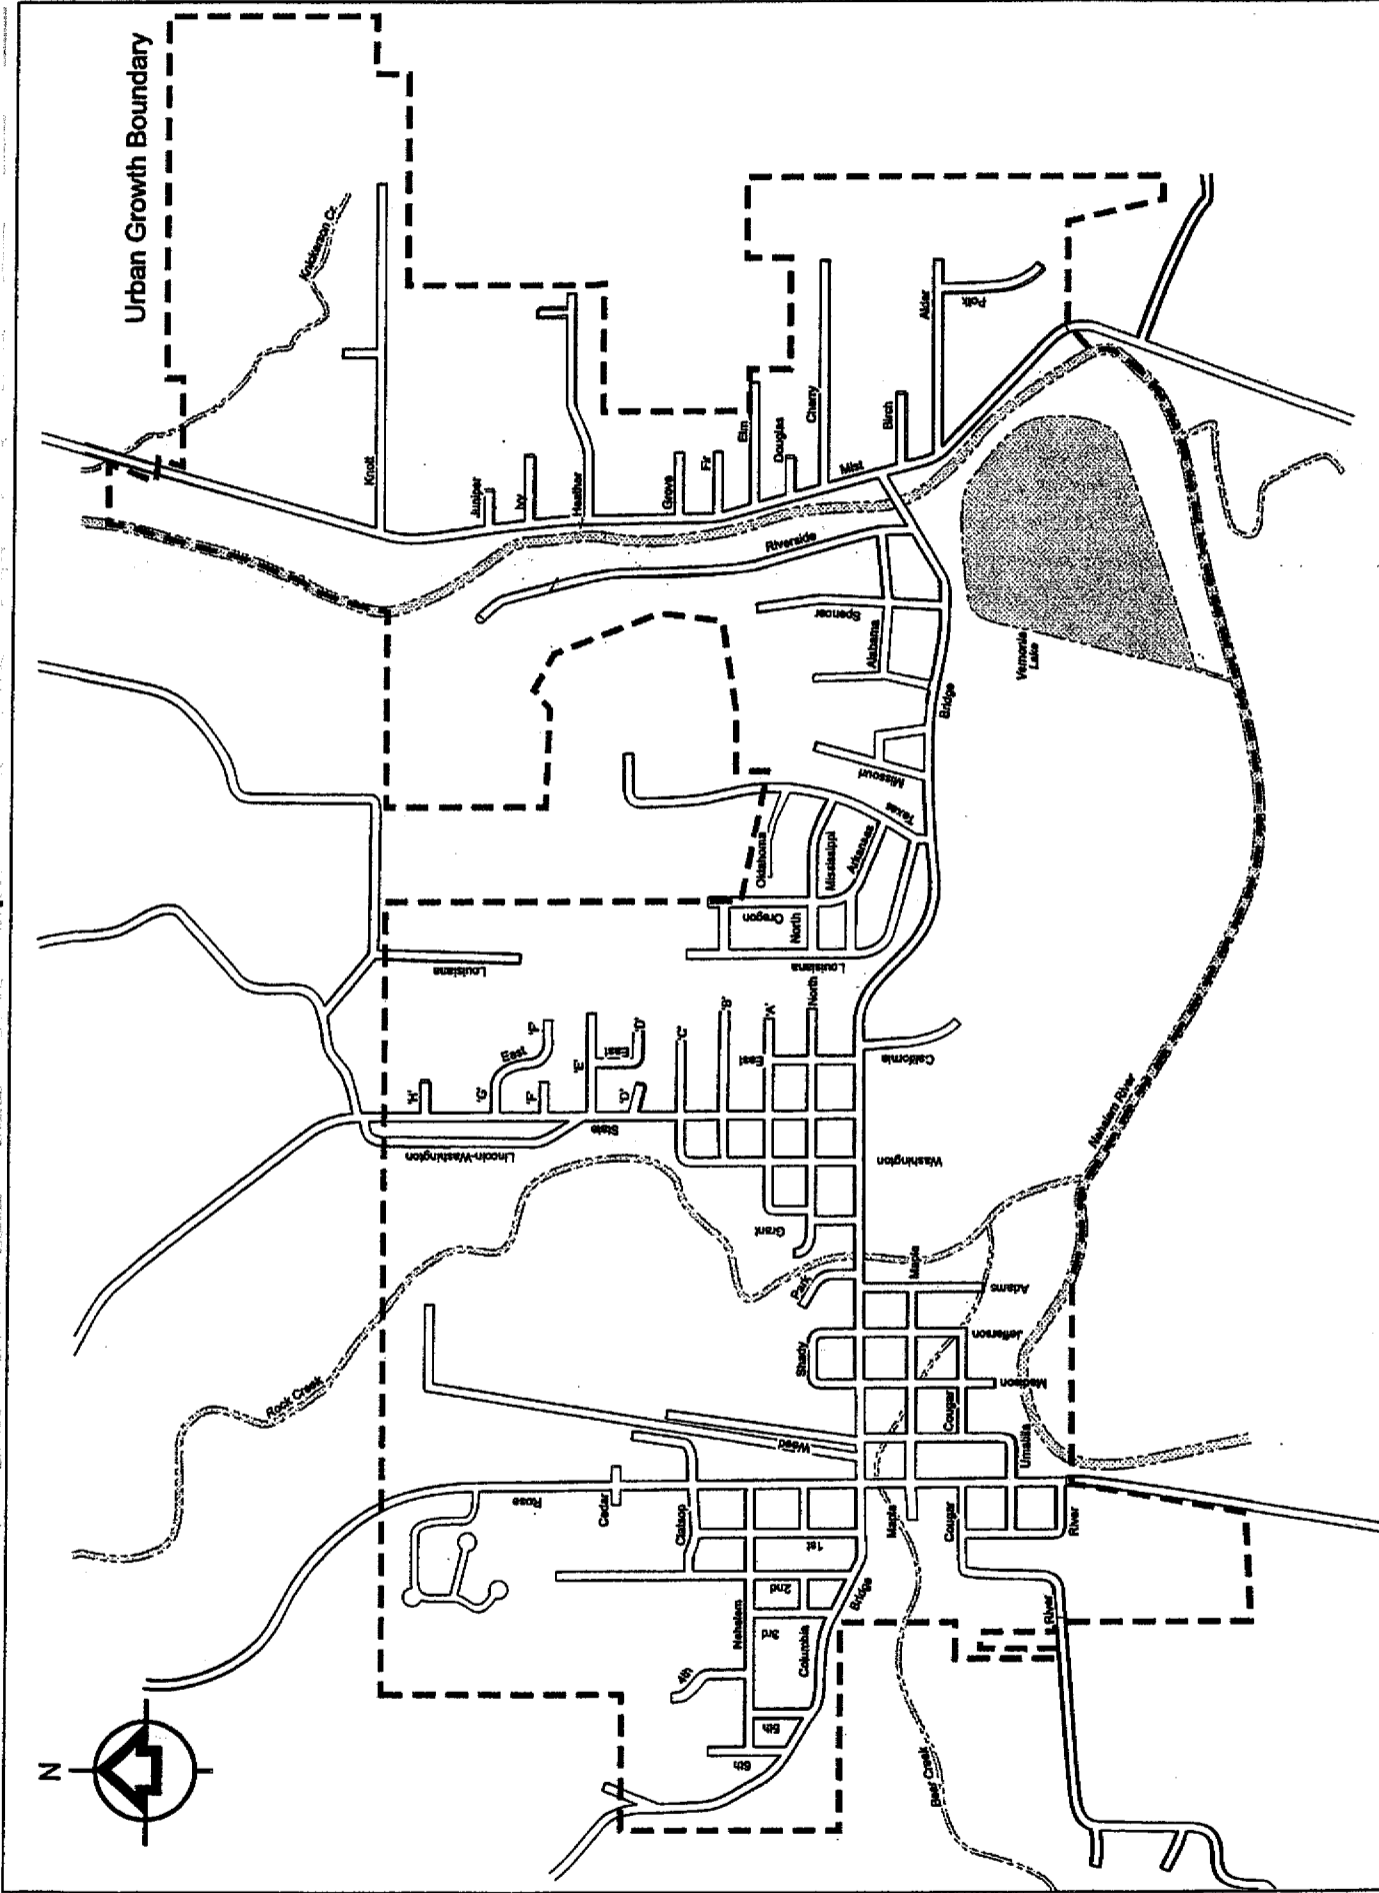 Urban Growth Boundary
Knickerson Cr.
Knott
Juniper
Ivy
Heather
Grove
Fir
Elm
Douglas
Cherry
Mist
Birch
Alder
Polk
Riverside
Spencer
Alabama
Vernonia
Lake
Bridge
Missouri
Texas
Oklahoma
Mississippi
Arkansas
Oregon
North
Louisiana
Louisiana
'H'
'G'
East
'F'
'F'
'E'
East
'D'
'D'
'C'
'B'
'A'
East
North
State
Lincoln-Washington
California
Washington
Nehalem River
Grant
Park
Maple
Adams
Shady
Jefferson
Madison
Cougar
Umatilla
Rock Creek
Weed
Rose
Cedar
Clatsop
1st
Maple
Cougar
River
2nd
Nehalem
3rd
Columbia
Bridge
River
4th
5th
6th
Bear Creek
N